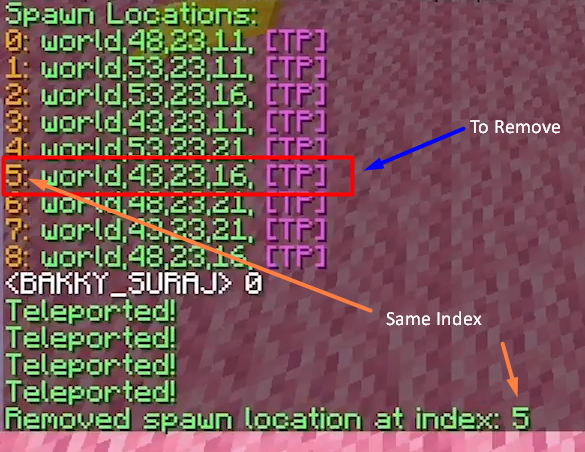 Spawn Locations:
0: world,48,23,11, [TP]
1: world,53,23,11, [TP]
2: world,53,23,16, [TP]
3: world,43,23,11, [TP]
4: world,53,23,21, [TP]
To Remove
5: world,43,23,16, [TP]
6: world,48,23,21, [TP]
7: world,43,23,21, [TP]
8: world,48,23,16, [TP]
<BAKKY_SURAJ> 0
Teleported!
Same Index
Teleported!
Teleported!
Teleported!
Removed spawn location at index: 5